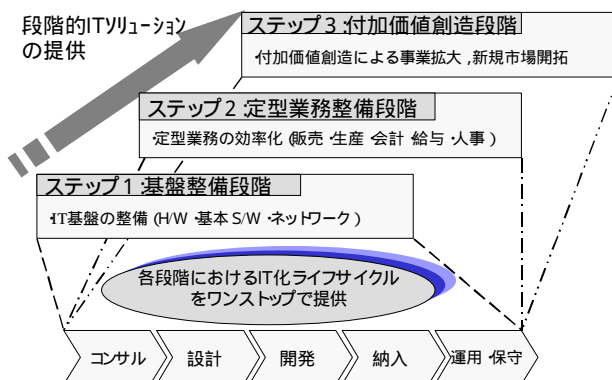 段階的ITソリューション
の提供
ステップ3:付加価値創造段階
・付加価値創造による事業拡大,新規市場開拓
ステップ2:定型業務整備段階
・定型業務の効率化(販売・生産・会計・給与・人事)
ステップ1:基盤整備段階
・IT基盤の整備(H/W・基本S/W・ネットワーク)
各段階におけるIT化ライフサイクル
をワンストップで提供
コンサル
設計
開発
納入
運用・保守